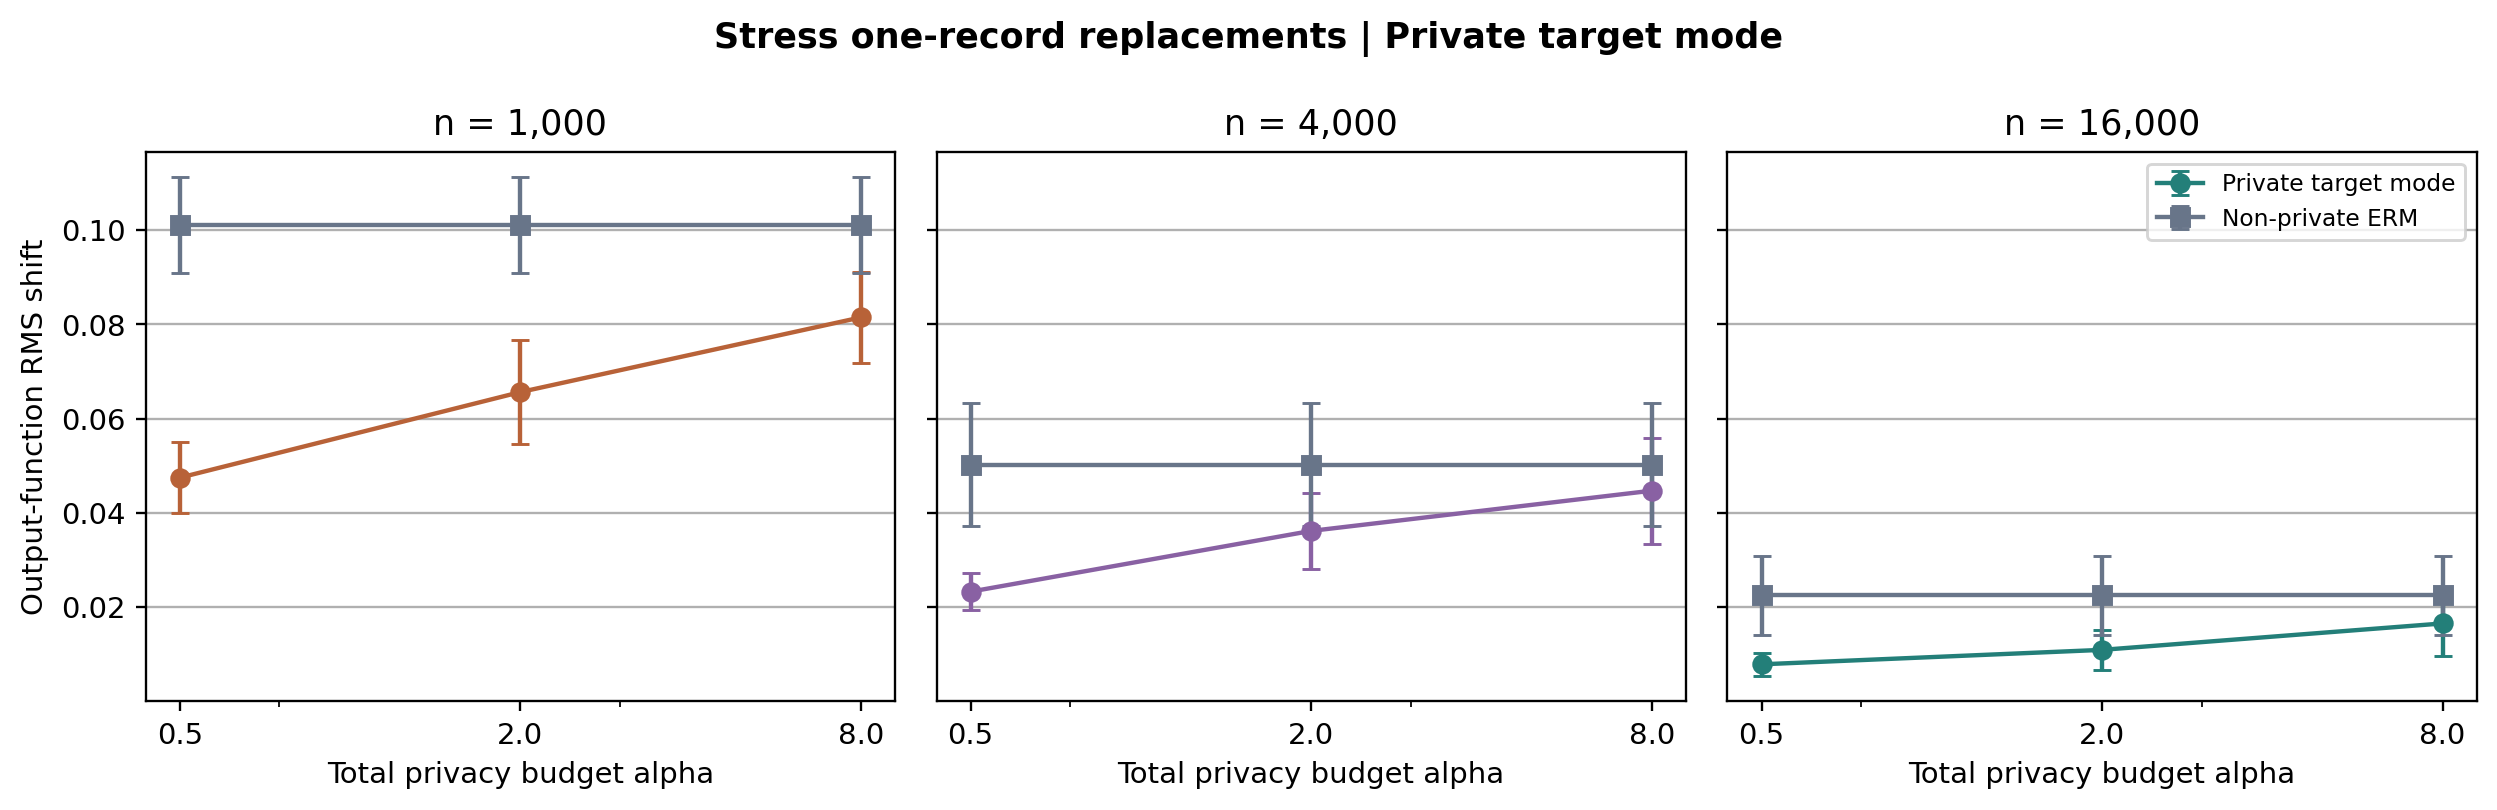 Stress one-record replacements | Private target mode
n = 1,000
n = 4,000
n = 16,000
Output-function RMS shift
0.10
0.08
0.06
0.04
0.02
Private target mode
Non-private ERM
0.5
2.0
8.0
0.5
2.0
8.0
0.5
2.0
8.0
Total privacy budget alpha
Total privacy budget alpha
Total privacy budget alpha